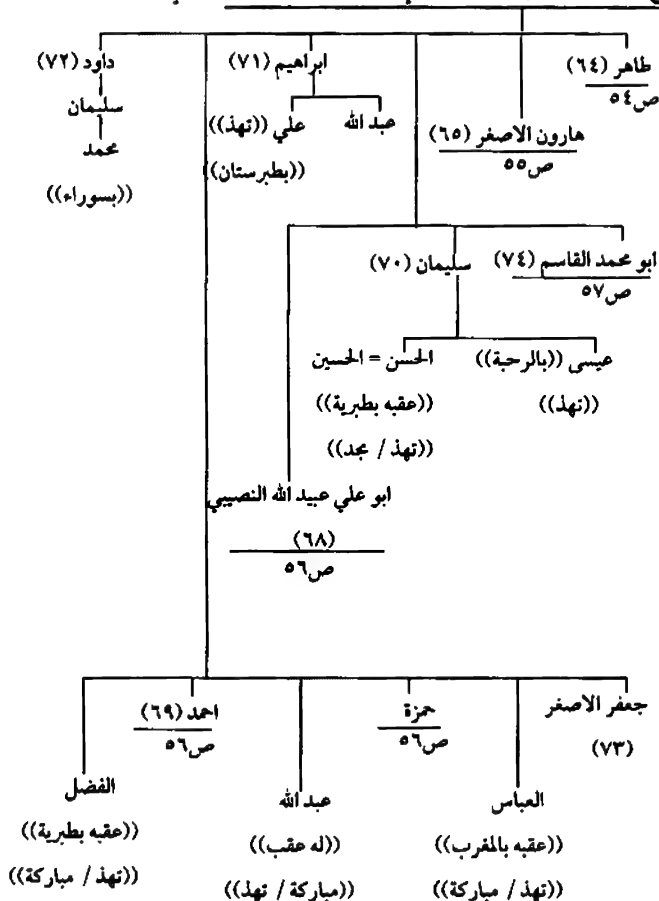 طاهر (٦٤)
ص٥٤
ابراهيم (٧١)
داود (٧٢)
سليمان
محمد
((بسوراء))
عبد الله
علي ((تهذ))
((بطبرستان))
هارون الاصغر (٦٥)
ص٥٥
ابو محمد القاسم (٧٤)
ص٥٧
سليمان (٧٠)
عيسى ((بالرحبة))
((تهذ))
الحسن = الحسين
((عقبه بطبرية))
((تهذ / مجد))
ابو علي عبيد الله النصيبي
(٦٨)
ص٥٦
جعفر الاصغر
(٧٣)
حمزة
ص٥٦
احمد (٦٩)
ص٥٦
العباس
((عقبه بالمغرب))
((تهذ / مباركة))
عبد الله
((له عقب))
((مباركة / تهذ))
الفضل
((عقبه بطبرية))
((تهذ / مباركة))